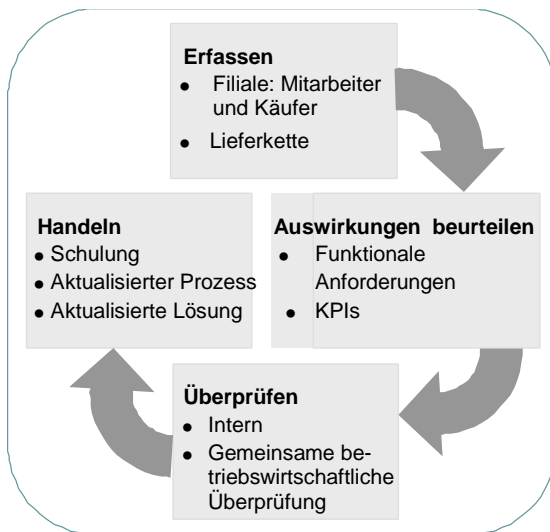 Erfassen
● Filiale: Mitarbeiter
und Käufer
● Lieferkette
Handeln
● Schulung
● Aktualisierter Prozess
● Aktualisierte Lösung
Auswirkungen beurteilen
● Funktionale
Anforderungen
● KPIs
Überprüfen
● Intern
● Gemeinsame be-
triebswirtschaftliche
Überprüfung